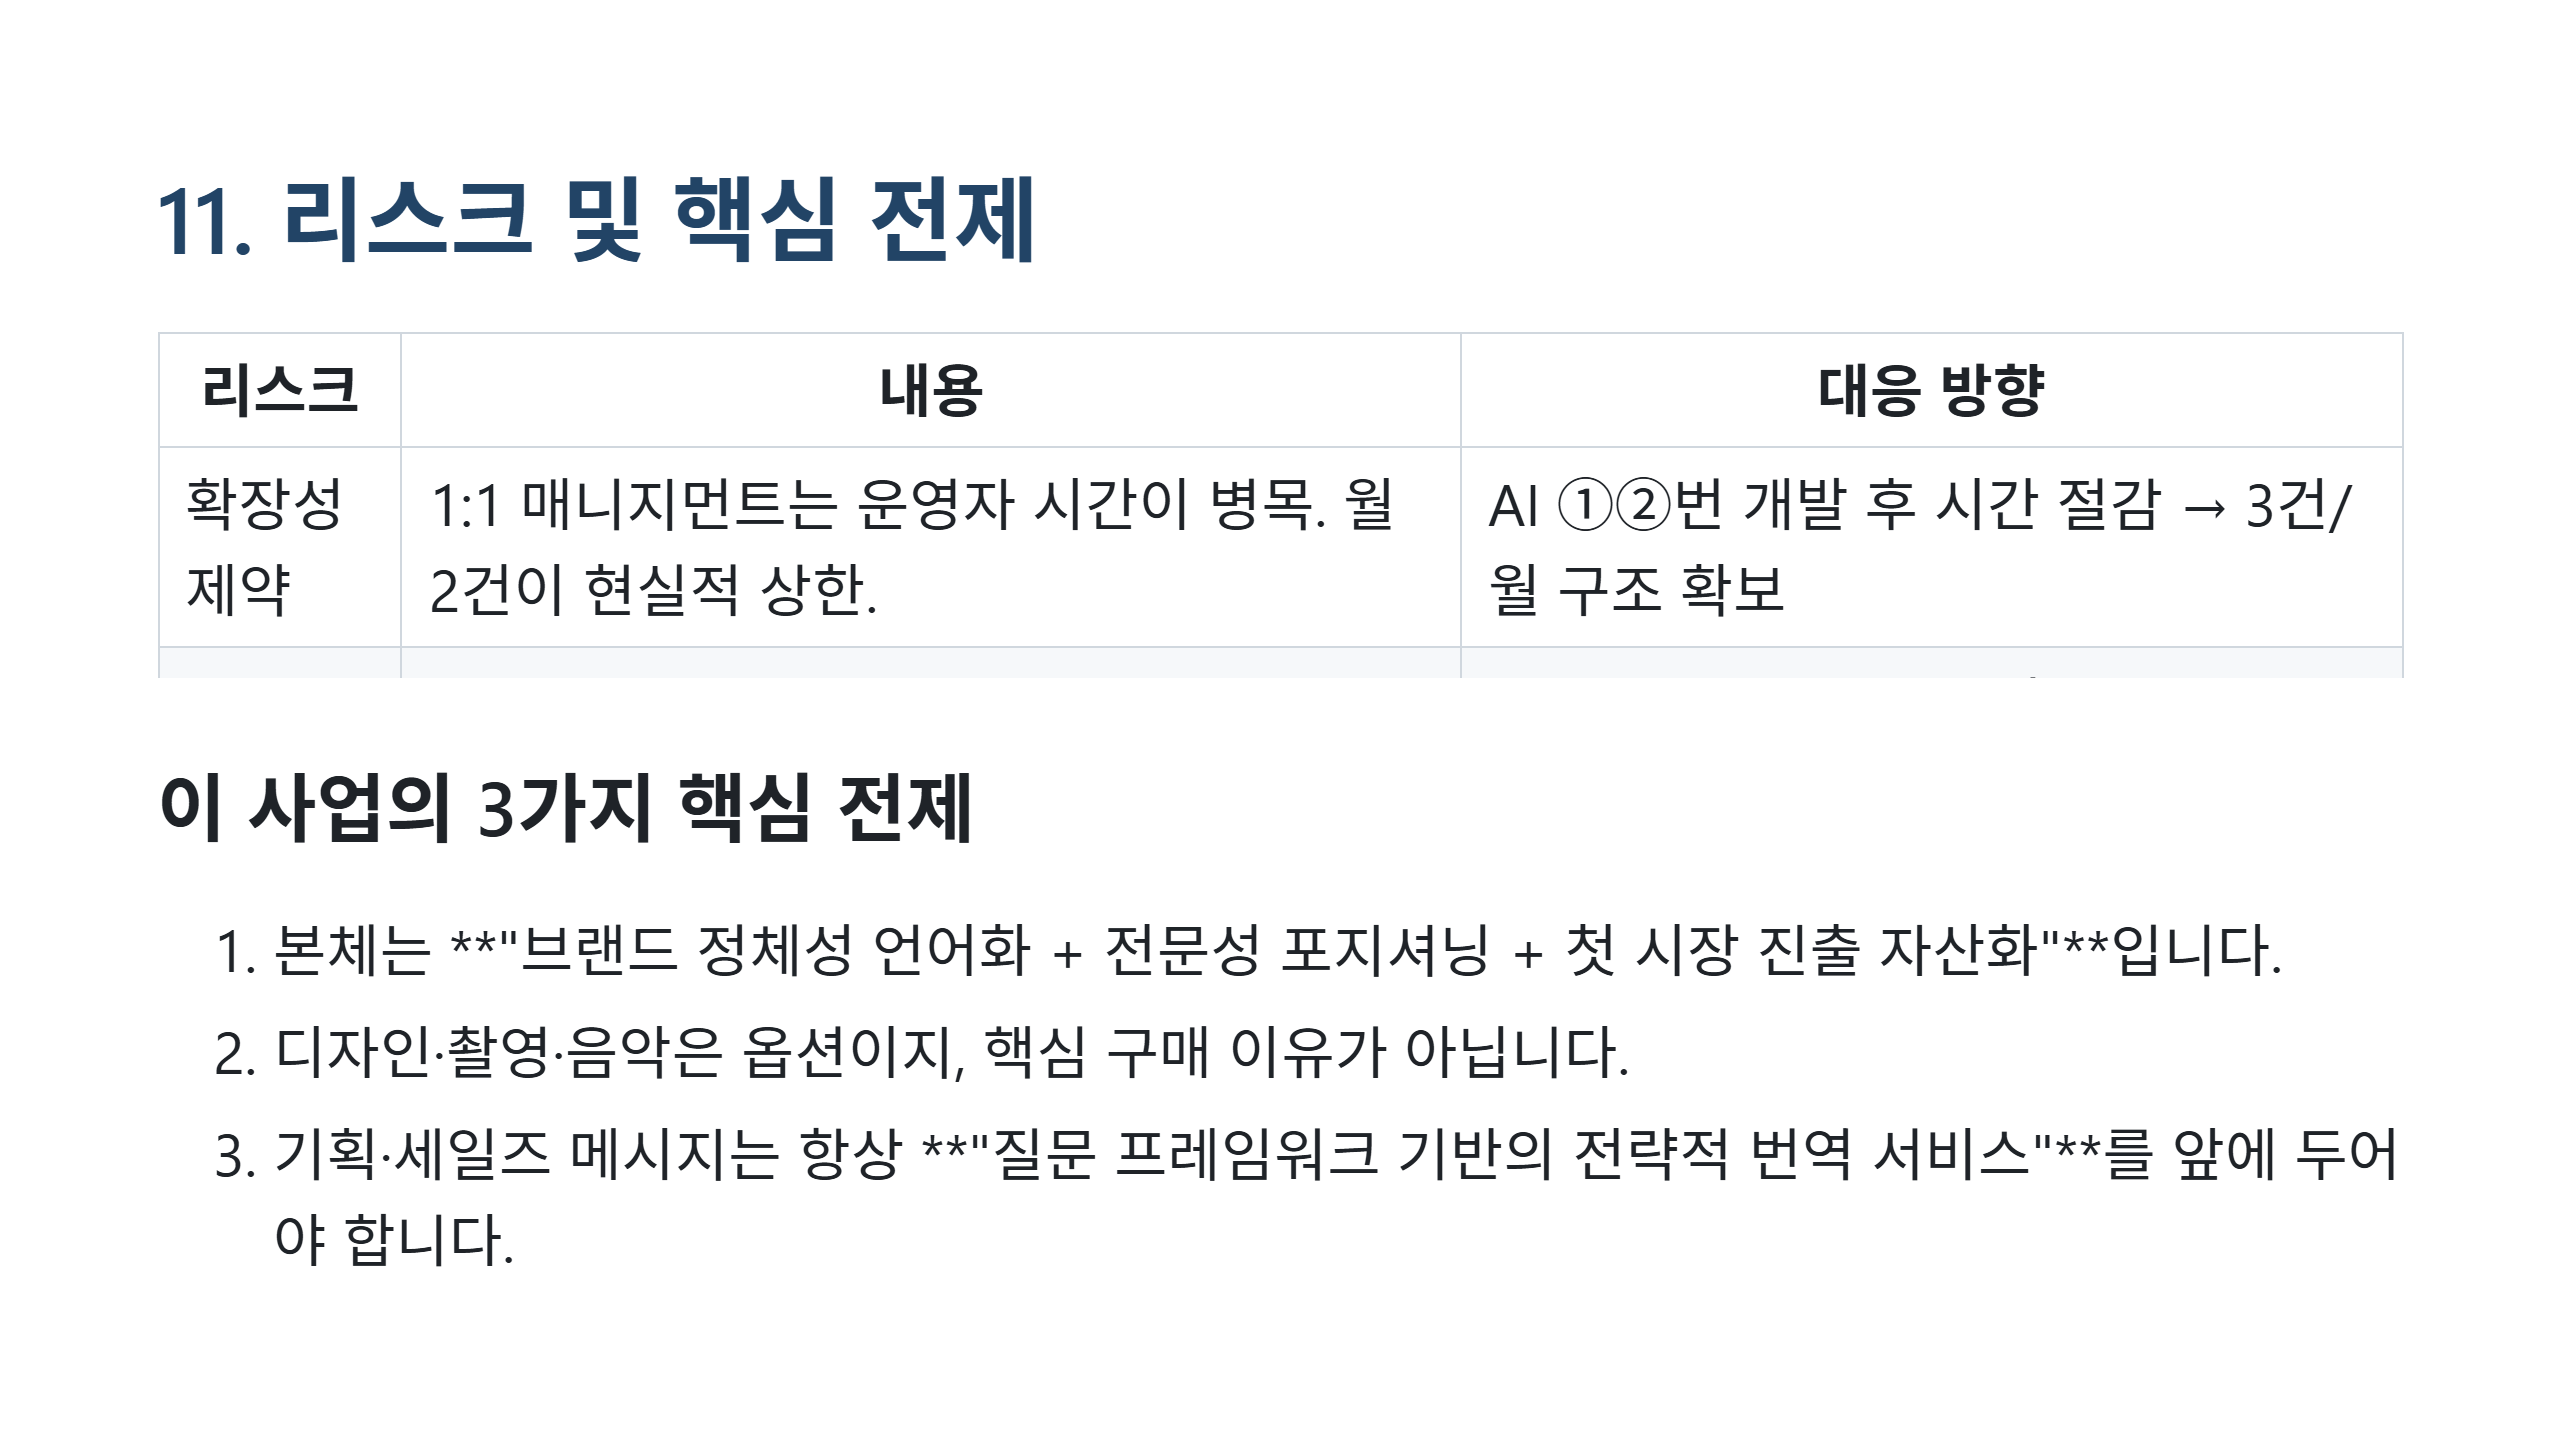 11. 리스크 및 핵심 전제
리스크 내용 대응 방향
확장성 1:1 매니지먼트는 운영자 시간이 병목. 월 AI ①②번 개발 후 시간 절감 → 3건/
제약 2건이 현실적 상한. 월 구조 확보
이 사업의 3가지 핵심 전제
1. 본체는 **"브랜드 정체성 언어화 + 전문성 포지셔닝 + 첫 시장 진출 자산화"**입니다.
2. 디자인·촬영·음악은 옵션이지, 핵심 구매 이유가 아닙니다.
3. 기획·세일즈 메시지는 항상 **"질문 프레임워크 기반의 전략적 번역 서비스"**를 앞에 두어
야 합니다.